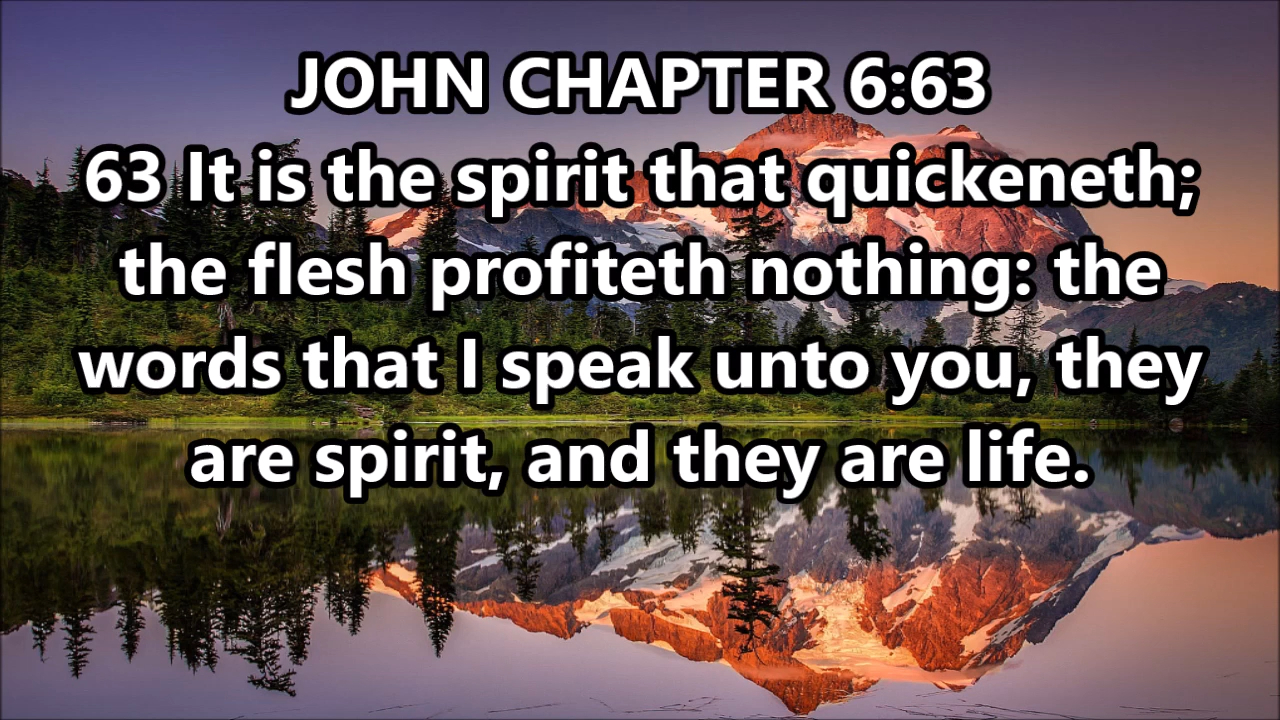 JOHN CHAPTER 6:63
63 It is the spirit that quickeneth;
the flesh profiteth nothing: the
words that I speak unto you, they
are spirit, and they are life.